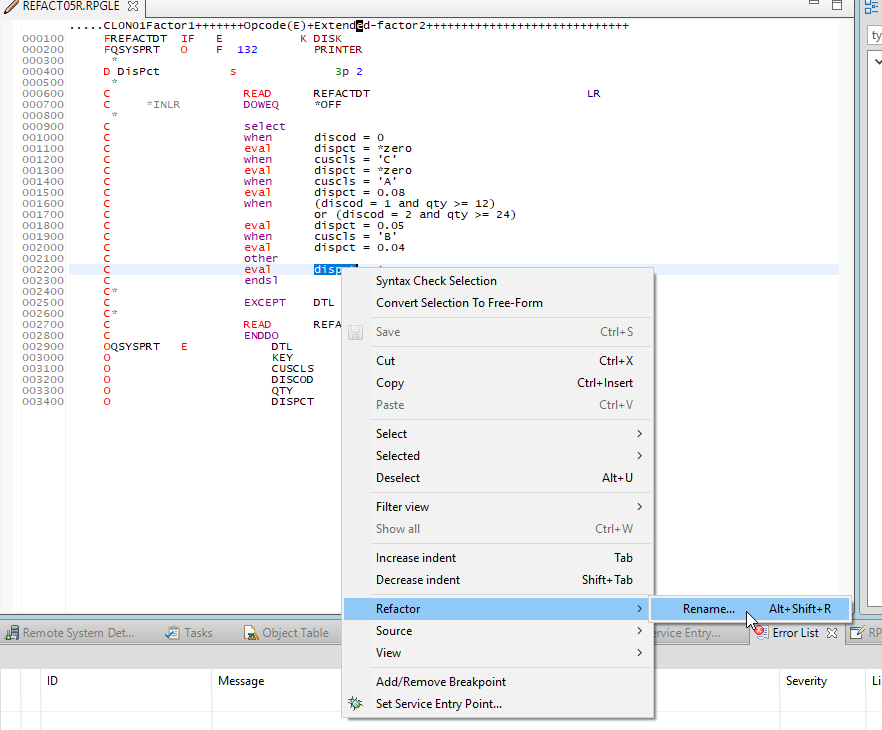 REFACT05R.RPGLE
.....CLON01Factor1+++++++Opcode(E)+Extended-factor2+++++++++++++++++++++++++++++
000100 FREFACTDT IF E K DISK
000200 FQSYSPRT O F 132 PRINTER
000300 *
000400 D DisPct s 3p 2
000500 *
000600 C READ REFACTDT LR
000700 C *INLR DOWEQ *OFF
000800 *
000900 C select
001000 C when discod = 0
001100 C eval dispct = *zero
001200 C when cuscls = 'C'
001300 C eval dispct = *zero
001400 C when cuscls = 'A'
001500 C eval dispct = 0.08
001600 C when (discod = 1 and qty >= 12)
001700 C or (discod = 2 and qty >= 24)
001800 C eval dispct = 0.05
001900 C when cuscls = 'B'
002000 C eval dispct = 0.04
002100 C other
002200 C eval disp
002300 C endsl
002400 C*
002500 C EXCEPT DTL
002600 C*
002700 C READ REFA
002800 C ENDDO
002900 OQSYSPRT E DTL
003000 O KEY
003100 O CUSCLS
003200 O DISCOD
003300 O QTY
003400 O DISPCT
Syntax Check Selection
Convert Selection To Free-Form
Save Ctrl+S
Cut Ctrl+X
Copy Ctrl+Insert
Paste Ctrl+V
Select
Selected
Deselect Alt+U
Filter view
Show all Ctrl+W
Increase indent Tab
Decrease indent Shift+Tab
Refactor
Rename... Alt+Shift+R
Source
View
Add/Remove Breakpoint
Set Service Entry Point...
ty
Remote System Det... Tasks Object Table ervice Entry... Error List RP
ID Message Severity Li